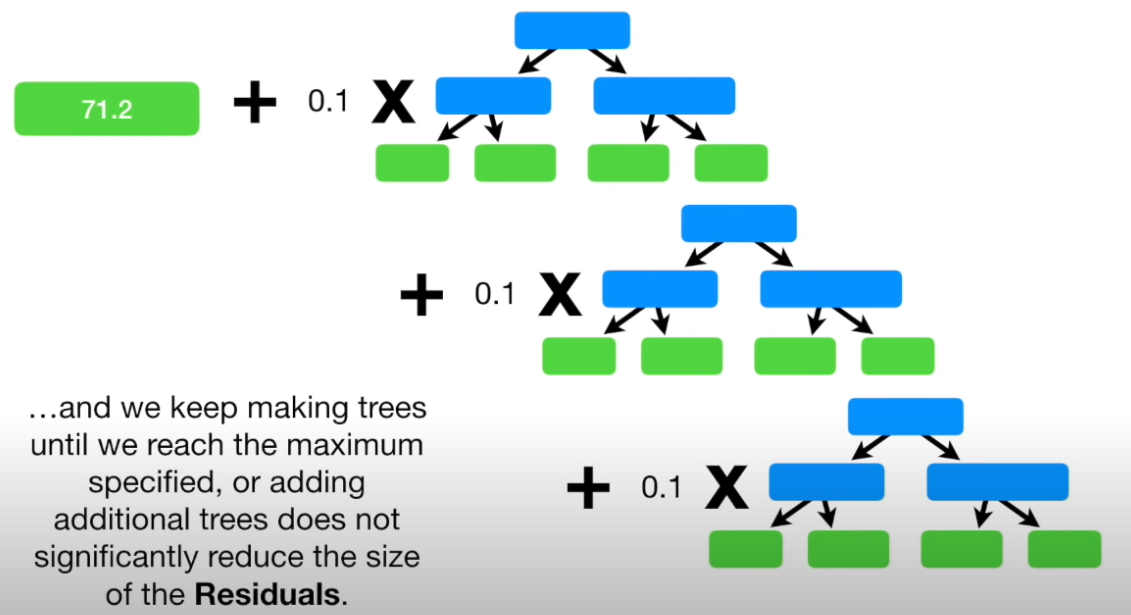 71.2 + 0.1 X
+ 0.1 X
+ 0.1 X
...and we keep making trees
until we reach the maximum
specified, or adding
additional trees does not
significantly reduce the size
of the Residuals.